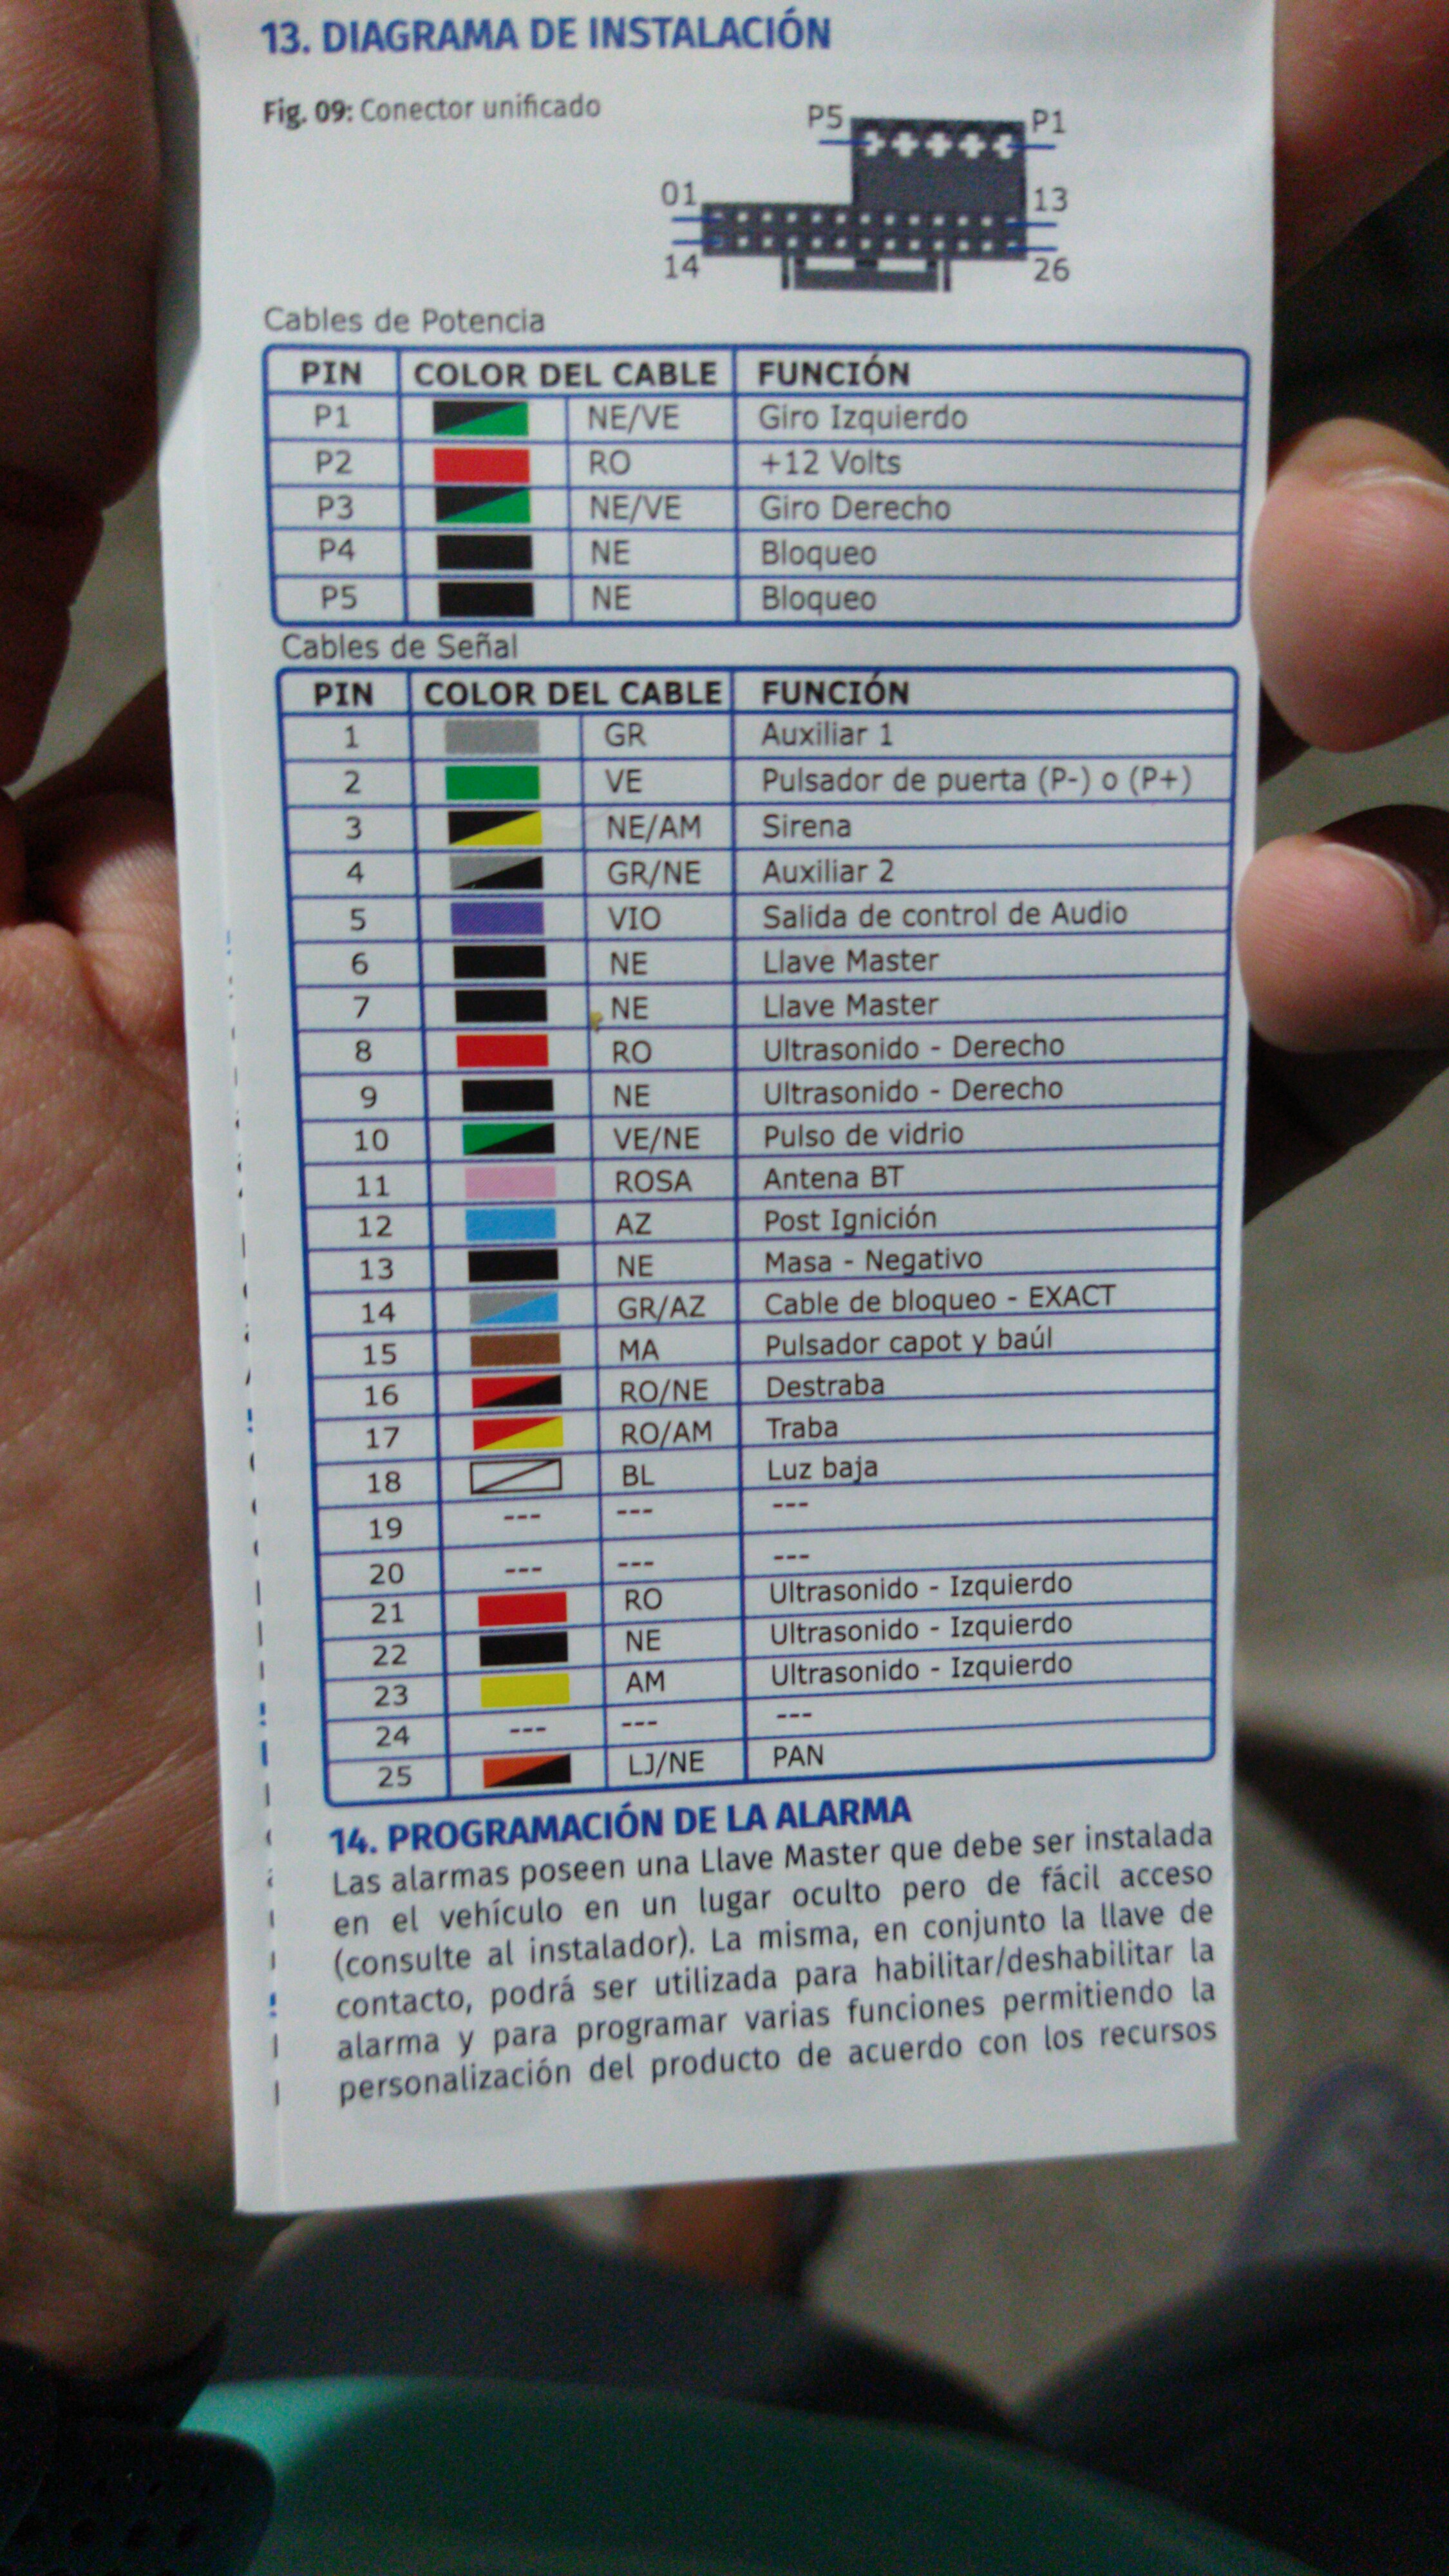 13. DIAGRAMA DE INSTALACIÓN
Fig. 09: Conector unificado
P5 P1
01 13
14 26
Cables de Potencia
PIN COLOR DEL CABLE FUNCIÓN
P1 NE/VE Giro Izquierdo
P2 RO +12 Volts
P3 NE/VE Giro Derecho
P4 NE Bloqueo
P5 NE Bloqueo
Cables de Señal
PIN COLOR DEL CABLE FUNCIÓN
1 GR Auxiliar 1
2 VE Pulsador de puerta (P-) o (P+)
3 NE/AM Sirena
4 GR/NE Auxiliar 2
5 VIO Salida de control de Audio
6 NE Llave Master
7 NE Llave Master
8 RO Ultrasonido - Derecho
9 NE Ultrasonido - Derecho
10 VE/NE Pulso de vidrio
11 ROSA Antena BT
12 AZ Post Ignición
13 NE Masa - Negativo
14 GR/AZ Cable de bloqueo - EXACT
15 MA Pulsador capot y baúl
16 RO/NE Destraba
17 RO/AM Traba
18 BL Luz baja
19 --- --- ---
20 --- --- ---
21 RO Ultrasonido - Izquierdo
22 NE Ultrasonido - Izquierdo
23 AM Ultrasonido - Izquierdo
24 --- --- ---
25 LJ/NE PAN
14. PROGRAMACIÓN DE LA ALARMA
Las alarmas poseen una Llave Master que debe ser instalada
en el vehículo en un lugar oculto pero de fácil acceso
(consulte al instalador). La misma, en conjunto la llave de
contacto, podrá ser utilizada para habilitar/deshabilitar la
alarma y para programar varias funciones permitiendo la
personalización del producto de acuerdo con los recursos